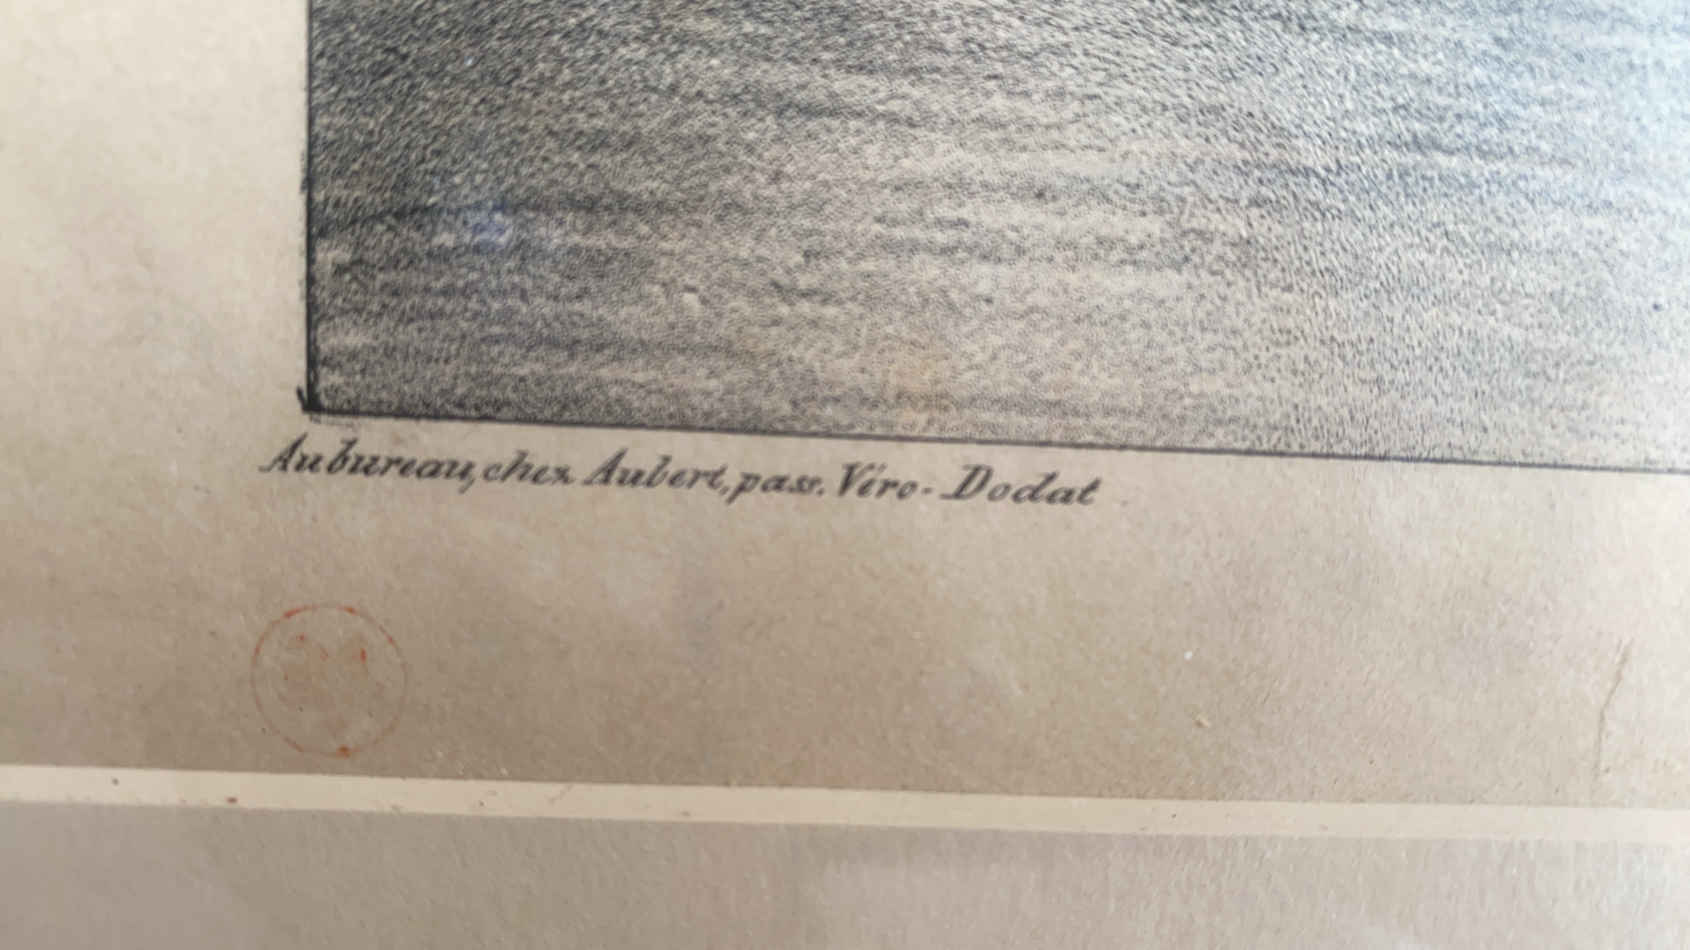 Au bureau, chez Aubert, pass. Véro-Dodat